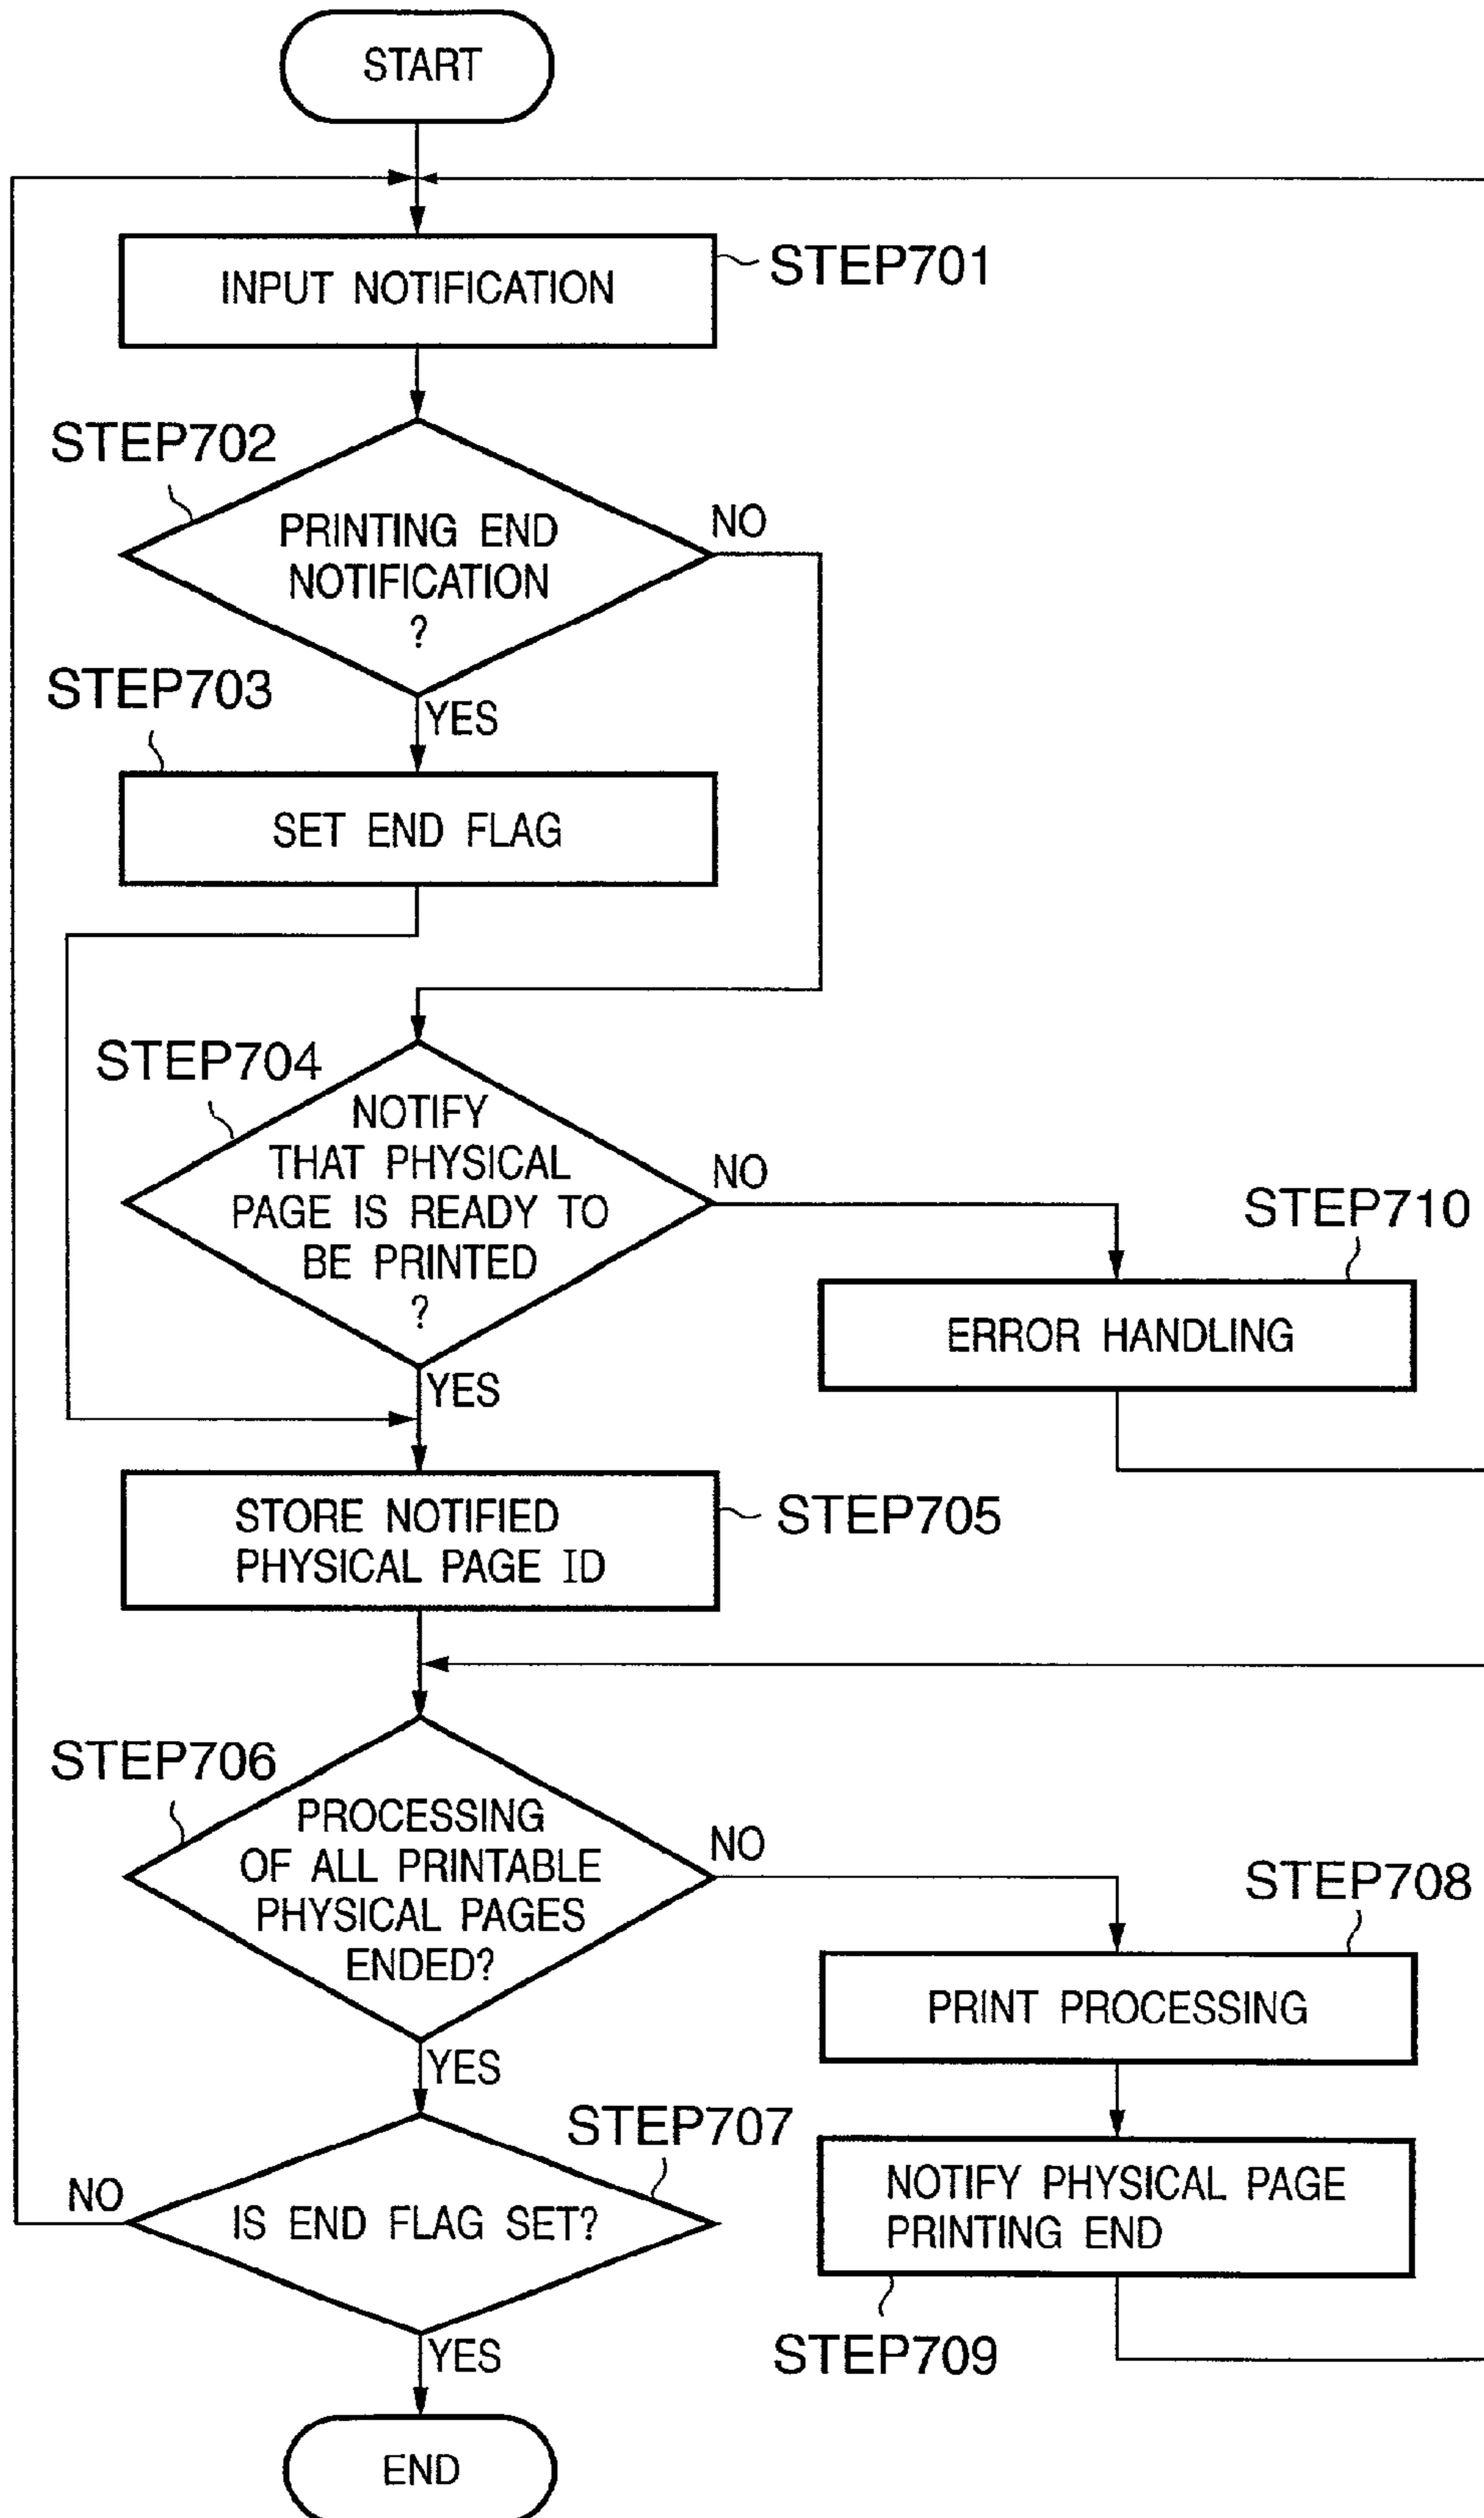 START
INPUT NOTIFICATION
STEP701
STEP702
PRINTING END
NOTIFICATION
?
NO
STEP703
YES
SET END FLAG
STEP704
NOTIFY
THAT PHYSICAL
PAGE IS READY TO
BE PRINTED
?
NO
STEP710
ERROR HANDLING
YES
STORE NOTIFIED
PHYSICAL PAGE ID
STEP705
STEP706
PROCESSING
OF ALL PRINTABLE
PHYSICAL PAGES
ENDED?
NO
STEP708
PRINT PROCESSING
YES
STEP707
NO
IS END FLAG SET?
NOTIFY PHYSICAL PAGE
PRINTING END
STEP709
YES
END